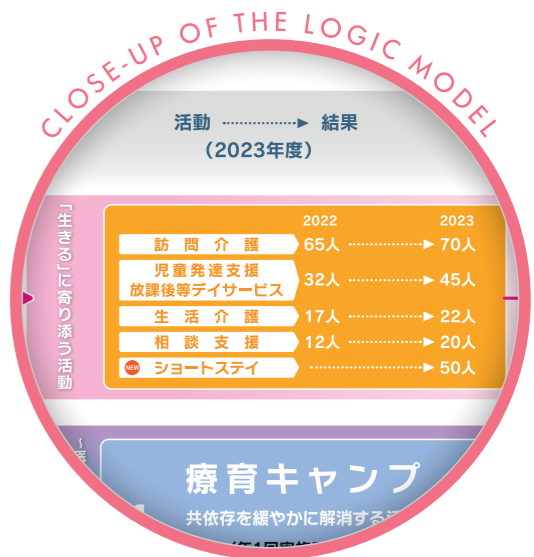 CLOSE-UP OF THE LOGIC MODEL
活動 ▶ 結果
（2023年度）
「生きる」に寄り添う活動
2022 2023
訪問介護 65人 ▶ 70人
児童発達支援
放課後等デイサービス 32人 ▶ 45人
生活介護 17人 ▶ 22人
相談支援 12人 ▶ 20人
NEW ショートステイ ▶ 50人
療育キャンプ
共依存を緩やかに解消する